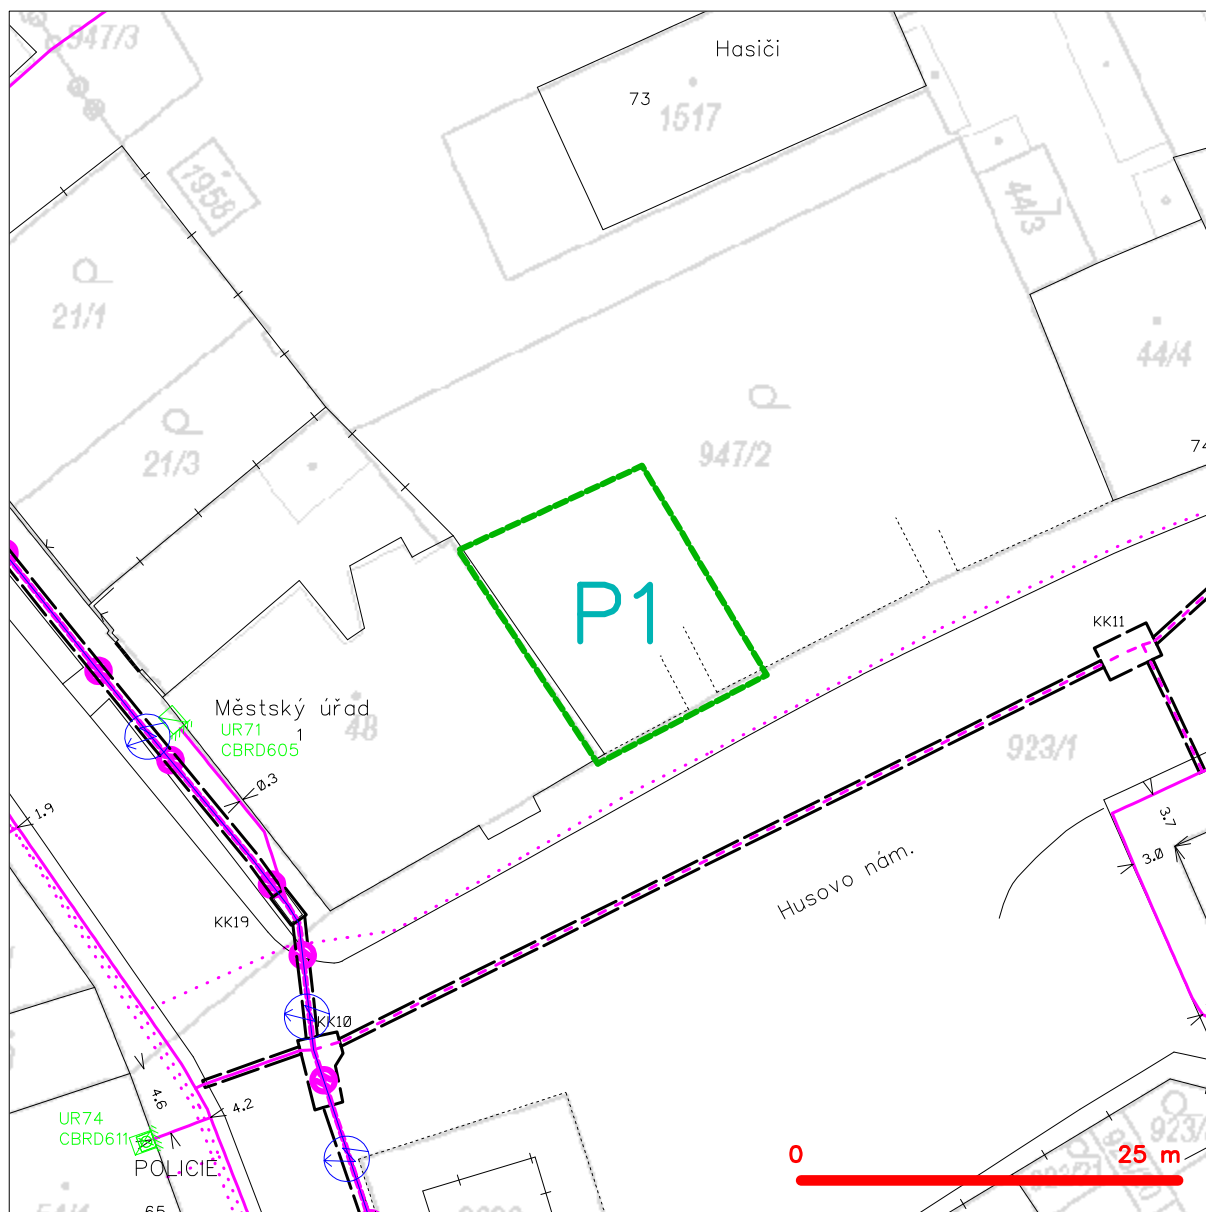 947/3
Hasiči
73
1517
1958
44/3
21/1
44/4
21/3
947/2
74
P1
KK11
Městský úřad
UR71
1
48
CBRD605
923/1
0.3
1.9
3.7
3.0
Husovo nám.
KK19
KK10
4.6
4.2
UR74
CBRD611
POLICIE
923/
0
25 m
65